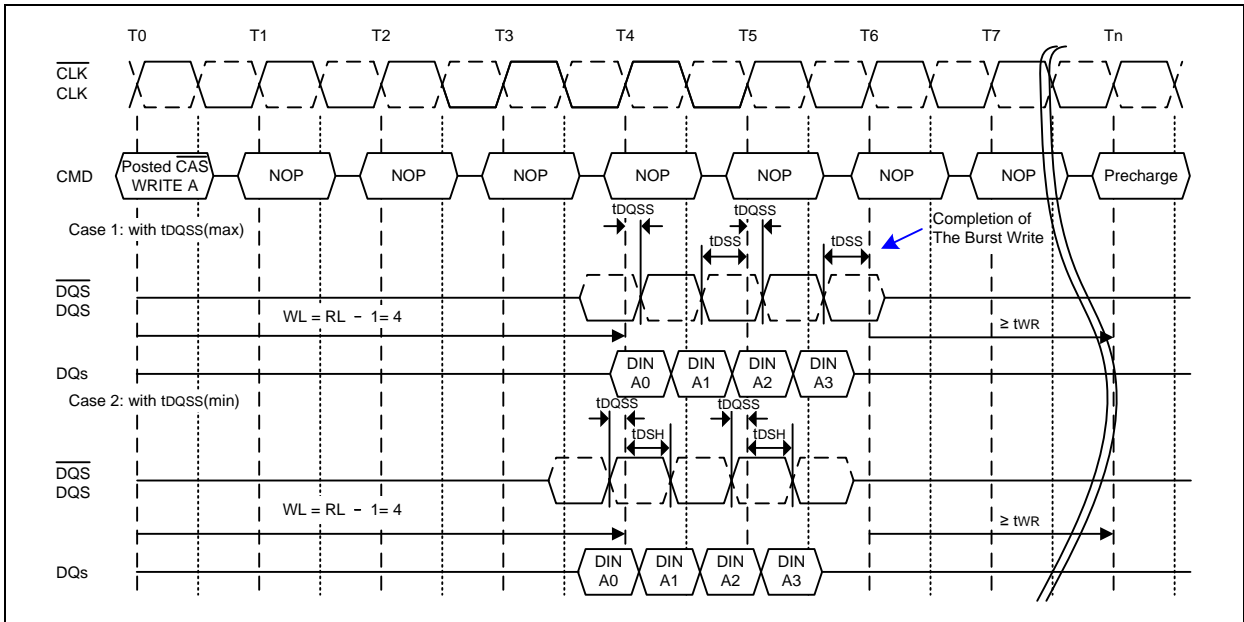 T0 T1 T2 T3 T4 T5 T6 T7 Tn
CLK
CLK
CMD
Posted CAS
WRITE A
NOP NOP NOP NOP NOP NOP NOP Precharge
Case 1: with tDQSS(max)
tDQSS tDQSS
tDSS tDSS
Completion of
The Burst Write
DQS
DQS
WL = RL - 1= 4
≥ tWR
DQs
DIN
A0
DIN
A1
DIN
A2
DIN
A3
Case 2: with tDQSS(min)
tDQSS tDQSS
tDSH tDSH
DQS
DQS
WL = RL - 1= 4
≥ tWR
DQs
DIN
A0
DIN
A1
DIN
A2
DIN
A3